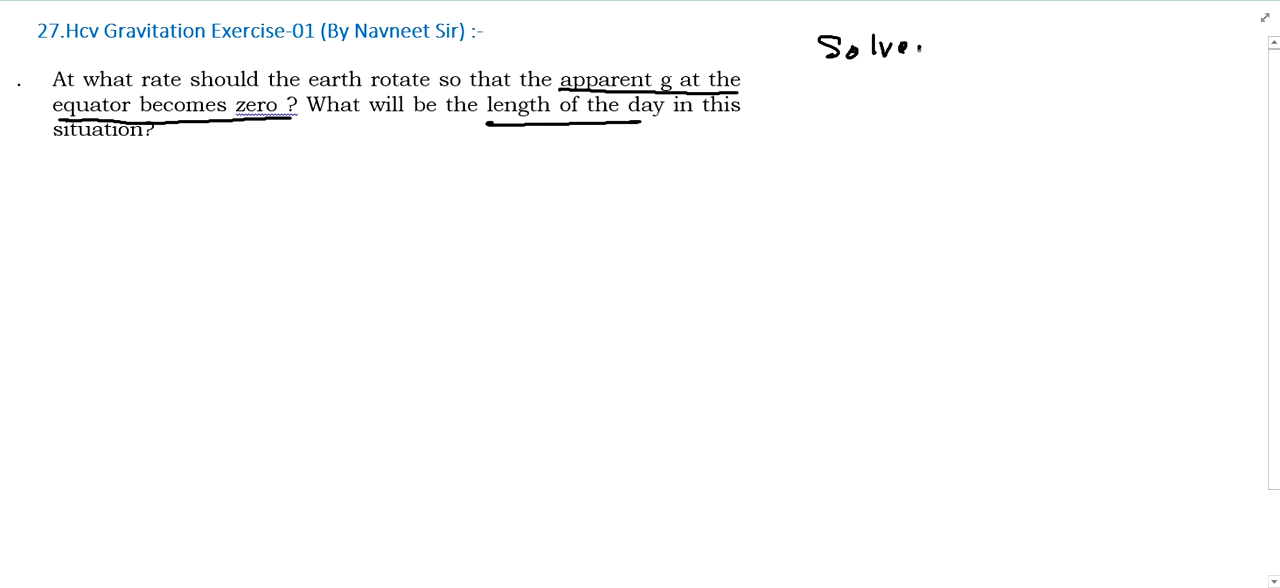 27.Hcv Gravitation Exercise-01 (By Navneet Sir) :-
Solve.
. At what rate should the earth rotate so that the apparent g at the
equator becomes zero ? What will be the length of the day in this
situation?